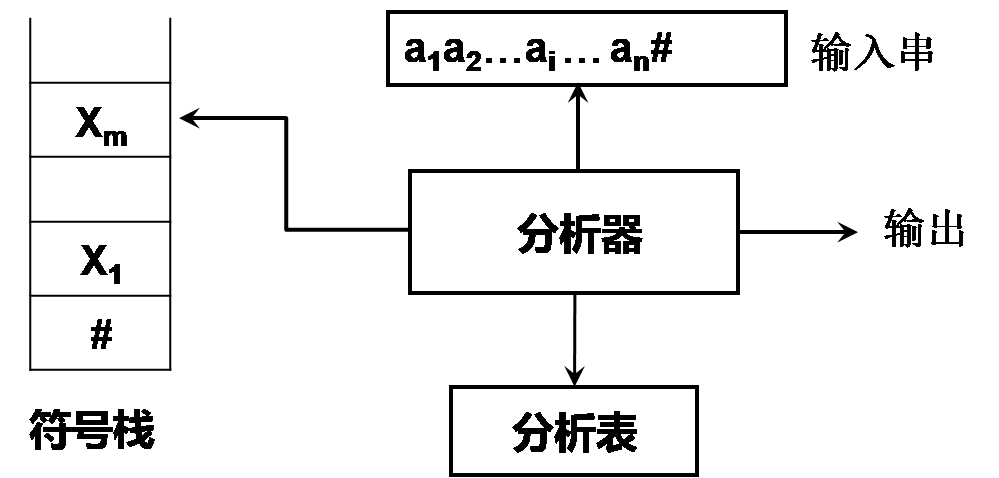 a₁a₂…aᵢ… aₙ#
输入串
Xₘ
分析器
输出
X₁
#
符号栈
分析表